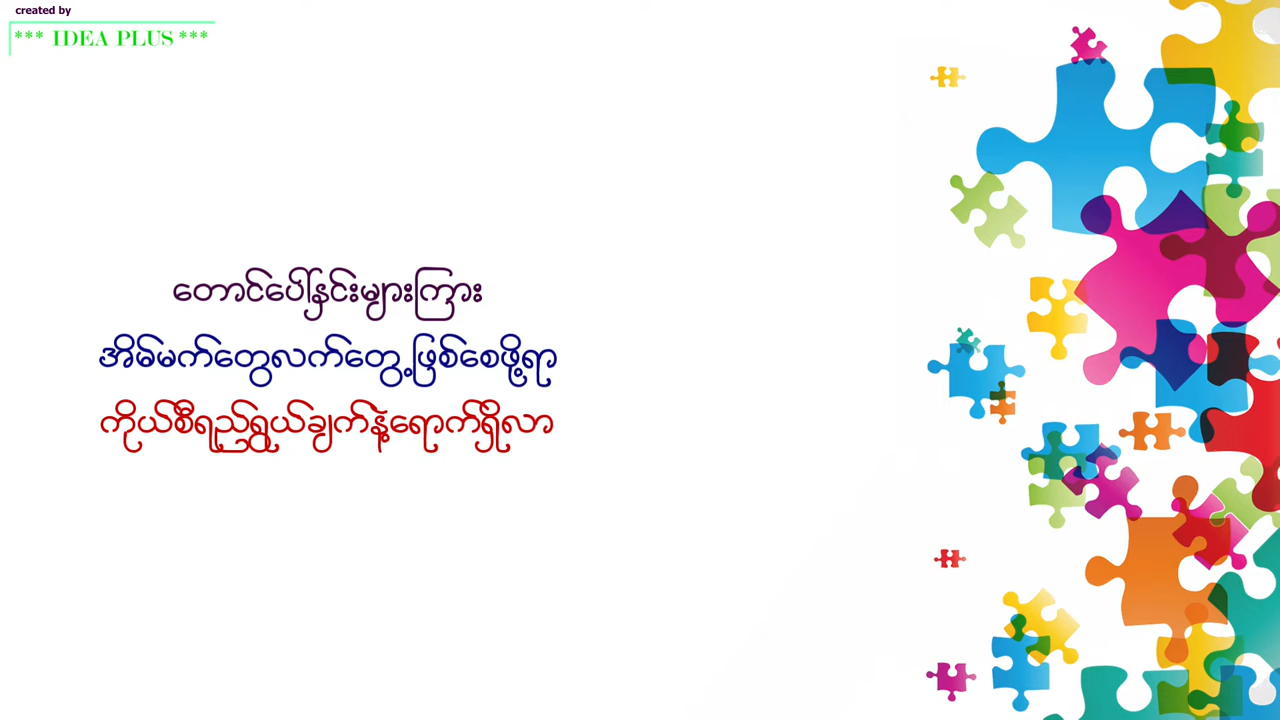 created by
*** IDEA PLUS ***
တောင်ပေါ်နှင်းများကြား
အိမ်မက်တွေလက်တွေ့ဖြစ်စေဖို့ရာ
ကိုယ်စီရည်ရွယ်ချက်နဲ့ရောက်ရှိလာ